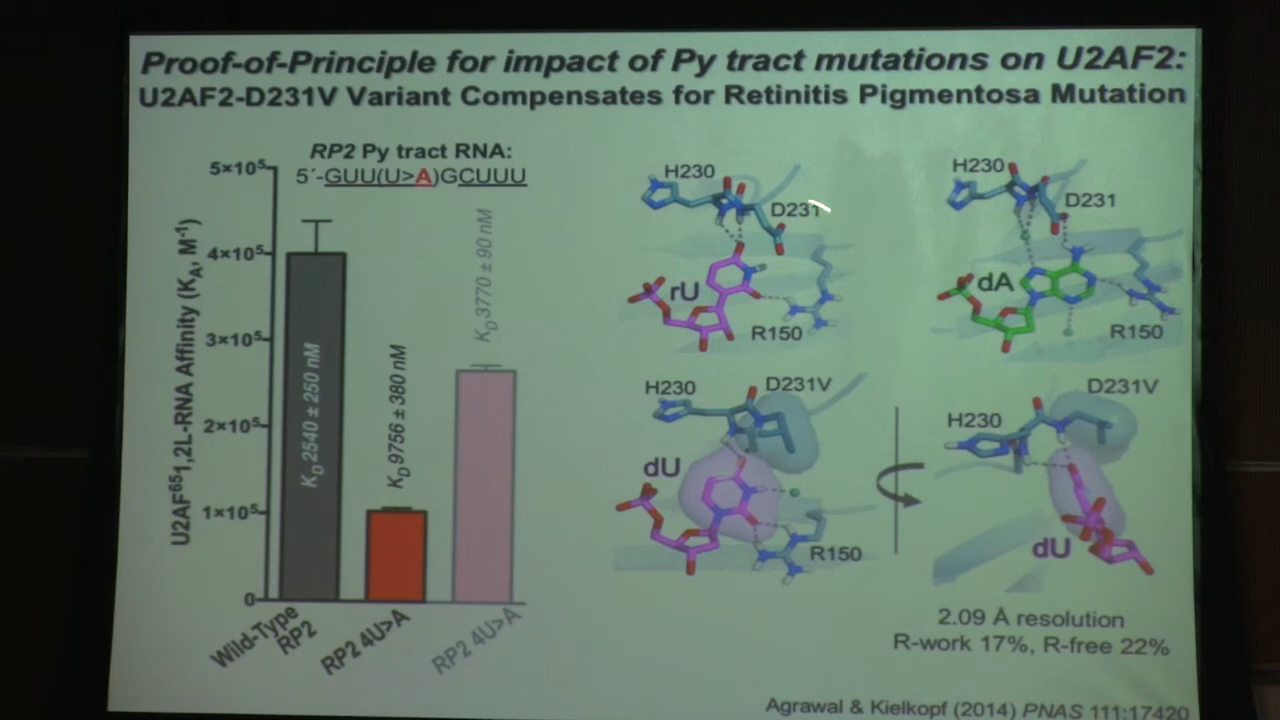 Proof-of-Principle for impact of Py tract mutations on U2AF2:
U2AF2-D231V Variant Compensates for Retinitis Pigmentosa Mutation
RP2 Py tract RNA:
5´-GUU(U>A)GCUUU
U2AF⁶⁵1,2L-RNA Affinity (K_A, M⁻¹)
5×10⁵
4×10⁵
3×10⁵
2×10⁵
1×10⁵
0
K_D 2540 ± 250 nM
K_D 9756 ± 380 nM
K_D 3770 ± 90 nM
Wild-Type
RP2
RP2 4U>A
RP2 4U>A
H230
D231
rU
R150
H230
D231
dA
R150
H230
D231V
dU
R150
D231V
H230
dU
2.09 Å resolution
R-work 17%, R-free 22%
Agrawal & Kielkopf (2014) PNAS 111:17420